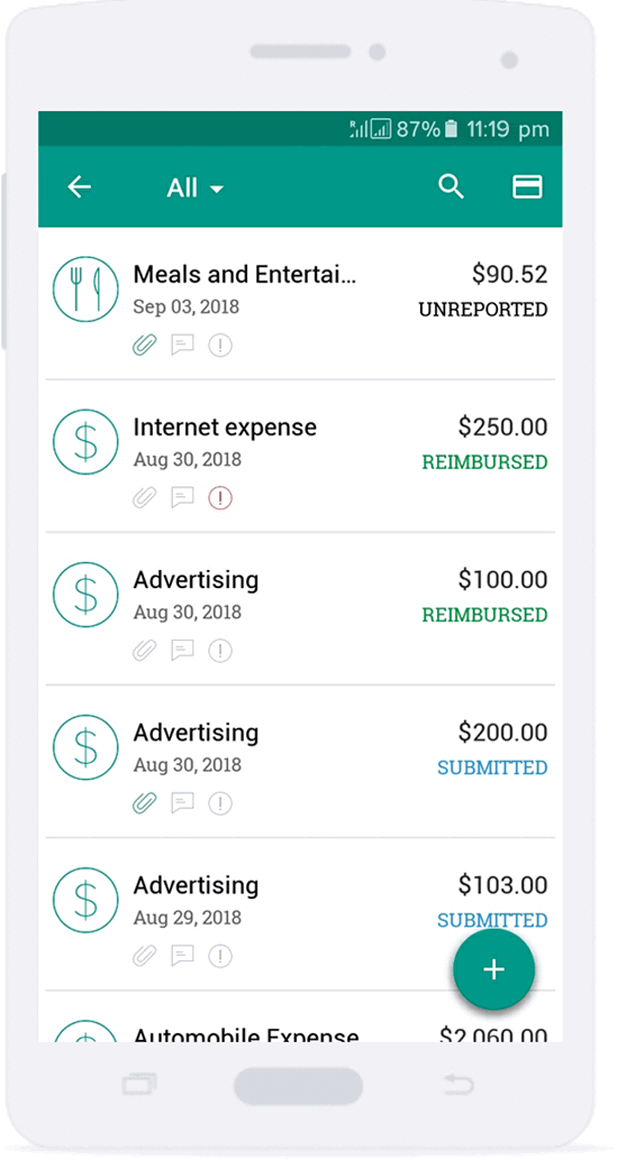 87% 11:19 pm
All
Meals and Entertai... $90.52
Sep 03, 2018 UNREPORTED
Internet expense $250.00
Aug 30, 2018 REIMBURSED
Advertising $100.00
Aug 30, 2018 REIMBURSED
Advertising $200.00
Aug 30, 2018 SUBMITTED
Advertising $103.00
Aug 29, 2018 SUBMITTED
Automobile Expense $2,060.00